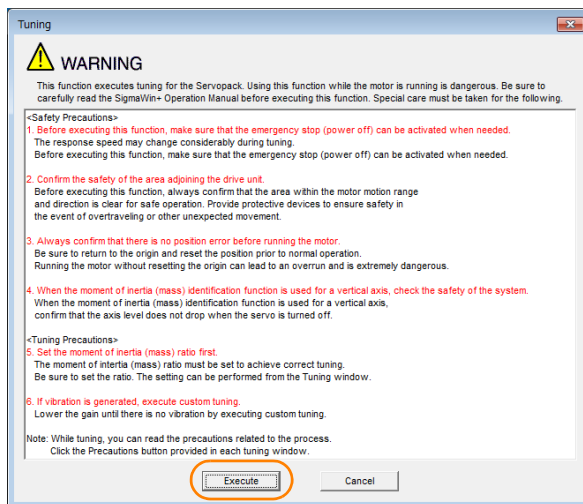 Tuning
WARNING
This function executes tuning for the Servopack. Using this function while the motor is running is dangerous. Be sure to
carefully read the SigmaWin+ Operation Manual before executing this function. Special care must be taken for the following.
<Safety Precautions>
1. Before executing this function, make sure that the emergency stop (power off) can be activated when needed.
The response speed may change considerably during tuning.
Before executing this function, make sure that the emergency stop (power off) can be activated when needed.
2. Confirm the safety of the area adjoining the drive unit.
Before executing this function, always confirm that the area within the motor motion range
and direction is clear for safe operation. Provide protective devices to ensure safety in
the event of overtraveling or other unexpected movement.
3. Always confirm that there is no position error before running the motor.
Be sure to return to the origin and reset the position prior to normal operation.
Running the motor without resetting the origin can lead to an overrun and is extremely dangerous.
4. When the moment of inertia (mass) identification function is used for a vertical axis, check the safety of the system.
When the moment of inertia (mass) identification function is used for a vertical axis,
confirm that the axis level does not drop when the servo is turned off.
<Tuning Precautions>
5. Set the moment of inertia (mass) ratio first.
The moment of intertia (mass) ratio must be set to achieve correct tuning.
Be sure to set the ratio. The setting can be performed from the Tuning window.
6. If vibration is generated, execute custom tuning.
Lower the gain until there is no vibration by executing custom tuning.
Note: While tuning, you can read the precautions related to the process.
Click the Precautions button provided in each tuning window.
Execute
Cancel